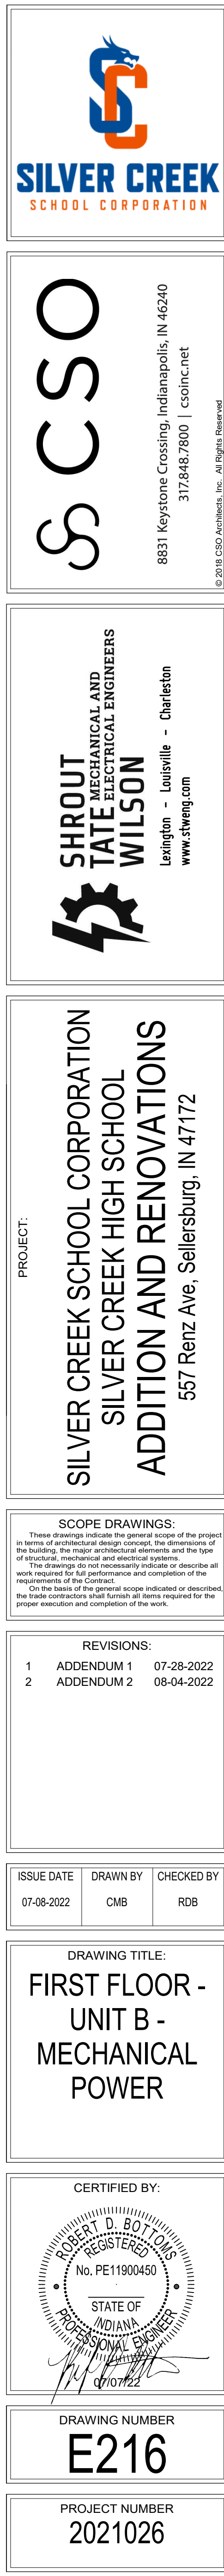 SILVER CREEK
SCHOOL CORPORATION
CSO
8831 Keystone Crossing, Indianapolis, IN 46240
317.848.7800 | csoinc.net
© 2018 CSO Architects, Inc. All Rights Reserved
SHROUT
TATE MECHANICAL AND
ELECTRICAL ENGINEERS
WILSON
Lexington - Louisville - Charleston
www.stweng.com
PROJECT:
SILVER CREEK SCHOOL CORPORATION
SILVER CREEK HIGH SCHOOL
ADDITION AND RENOVATIONS
557 Renz Ave, Sellersburg, IN 47172
SCOPE DRAWINGS:
These drawings indicate the general scope of the project
in terms of architectural design concept, the dimensions of
the building, the major architectural elements and the type
of structural, mechanical and electrical systems.
The drawings do not necessarily indicate or describe all
work required for full performance and completion of the
requirements of the Contract.
On the basis of the general scope indicated or described,
the trade contractors shall furnish all items required for the
proper execution and completion of the work.
REVISIONS:
1 ADDENDUM 1 07-28-2022
2 ADDENDUM 2 08-04-2022
ISSUE DATE DRAWN BY CHECKED BY
07-08-2022 CMB RDB
DRAWING TITLE:
FIRST FLOOR -
UNIT B -
MECHANICAL
POWER
CERTIFIED BY:
ROBERT D. BOTTOMS
REGISTERED
No. PE11900450
STATE OF
INDIANA
PROFESSIONAL ENGINEER
07/07/22
DRAWING NUMBER
E216
PROJECT NUMBER
2021026